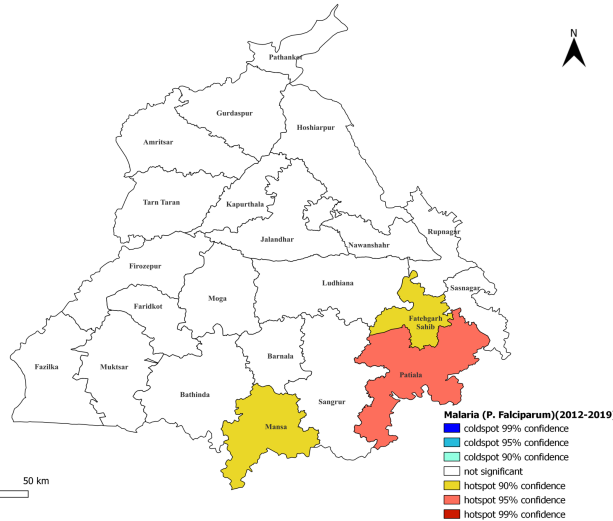 N
Pathankot
Gurdaspur
Hoshiarpur
Amritsar
Tarn Taran
Kapurthala
Rupnagar
Jalandhar
Nawanshahr
Firozepur
Ludhiana
Sasnagar
Moga
Faridkot
Fatehgarh
Sahib
Barnala
Fazilka
Muktsar
Patiala
Bathinda
Sangrur
Mansa
Malaria (P. Falciparum)(2012-2019)
coldspot 99% confidence
coldspot 95% confidence
coldspot 90% confidence
not significant
hotspot 90% confidence
hotspot 95% confidence
hotspot 99% confidence
50 km